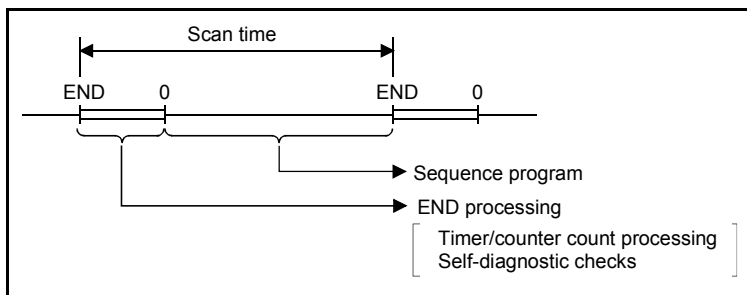 Scan time
END 0 END 0
Sequence program
END processing
Timer/counter count processing
Self-diagnostic checks